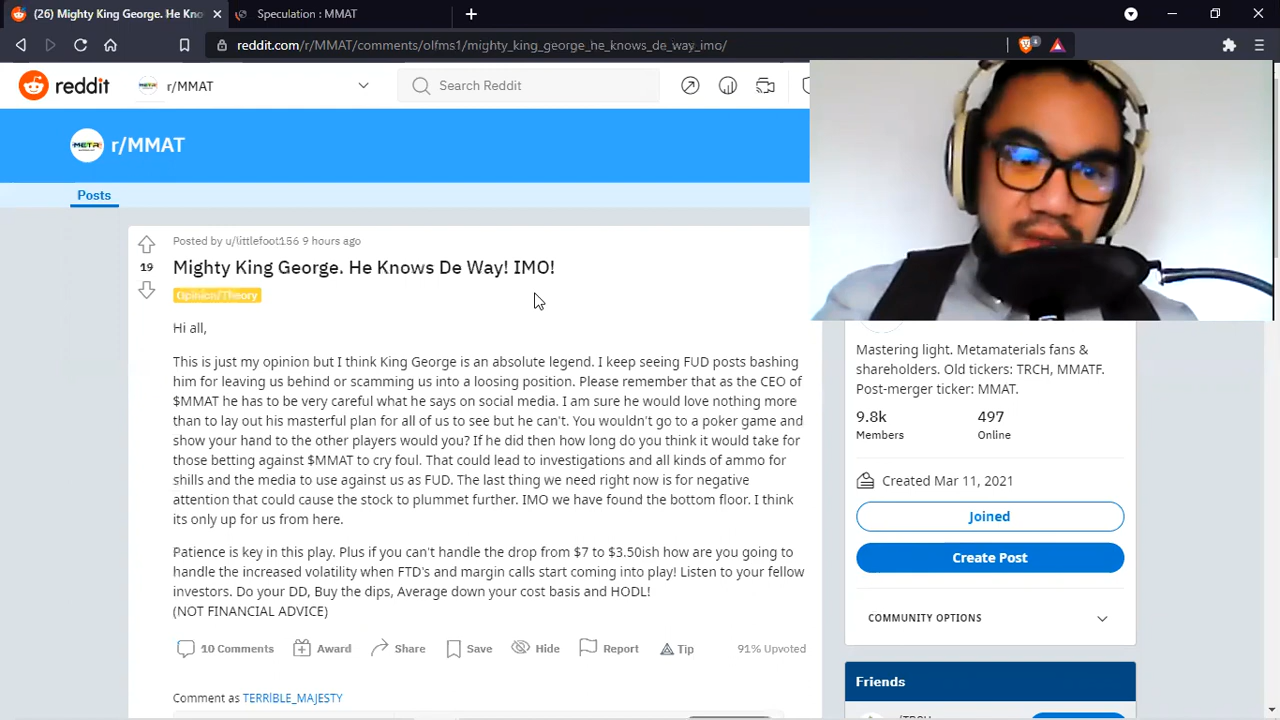 (26) Mighty King George. He Kno
Speculation : MMAT
reddit.com/r/MMAT/comments/olfms1/mighty_king_george_he_knows_de_way_imo/
reddit
r/MMAT
Search Reddit
META
r/MMAT
Posts
Posted by u/littlefoot156 9 hours ago
19
Mighty King George. He Knows De Way! IMO!
Opinion/Theory
Hi all,
This is just my opinion but I think King George is an absolute legend. I keep seeing FUD posts bashing
him for leaving us behind or scamming us into a loosing position. Please remember that as the CEO of
$MMAT he has to be very careful what he says on social media. I am sure he would love nothing more
than to lay out his masterful plan for all of us to see but he can't. You wouldn't go to a poker game and
show your hand to the other players would you? If he did then how long do you think it would take for
those betting against $MMAT to cry foul. That could lead to investigations and all kinds of ammo for
shills and the media to use against us as FUD. The last thing we need right now is for negative
attention that could cause the stock to plummet further. IMO we have found the bottom floor. I think
its only up for us from here.
Patience is key in this play. Plus if you can't handle the drop from $7 to $3.50ish how are you going to
handle the increased volatility when FTD's and margin calls start coming into play! Listen to your fellow
investors. Do your DD, Buy the dips, Average down your cost basis and HODL!
(NOT FINANCIAL ADVICE)
10 Comments
Award
Share
Save
Hide
Report
Tip
91% Upvoted
Comment as TERRIBLE_MAJESTY
Mastering light. Metamaterials fans &
shareholders. Old tickers: TRCH, MMATF.
Post-merger ticker: MMAT.
9.8k
497
Members
Online
Created Mar 11, 2021
Joined
Create Post
COMMUNITY OPTIONS
Friends